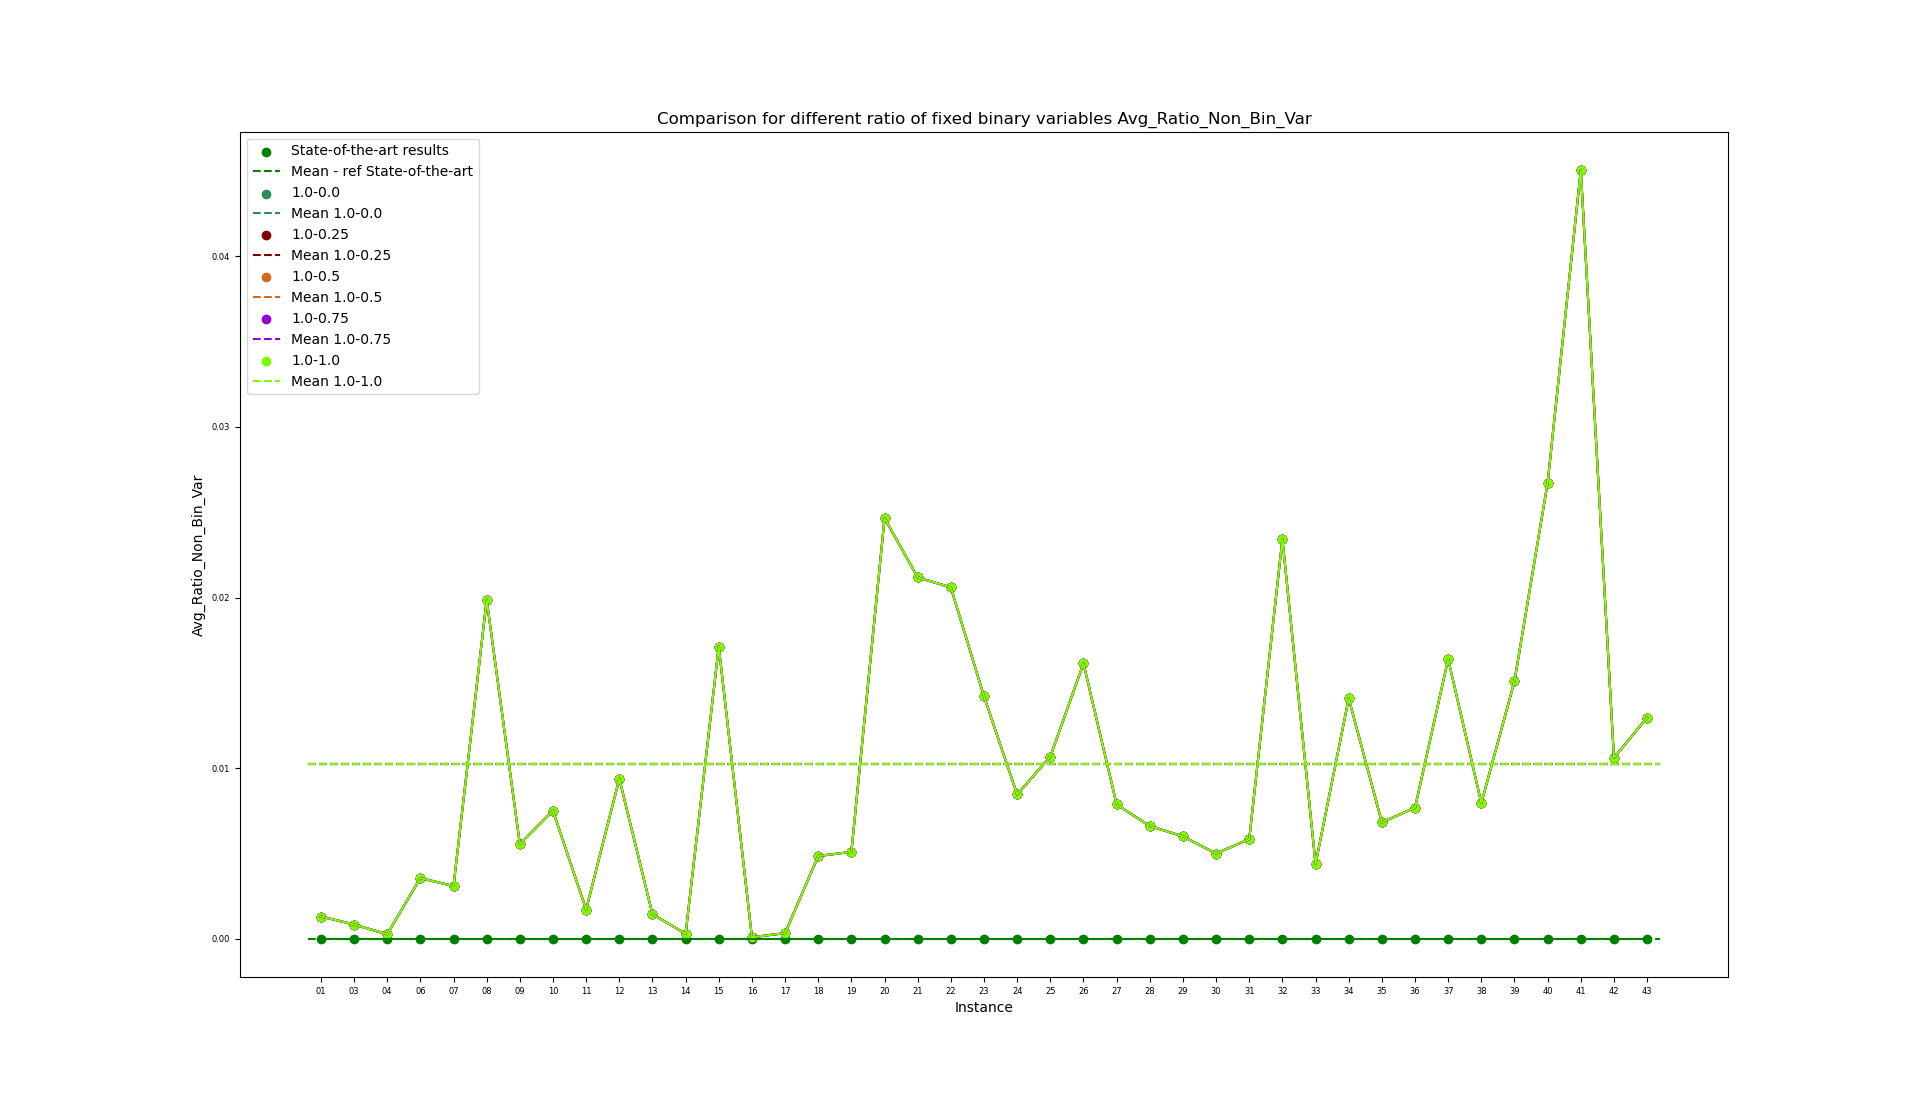 Comparison for different ratio of fixed binary variables Avg_Ratio_Non_Bin_Var
State-of-the-art results
Mean - ref State-of-the-art
1.0-0.0
Mean 1.0-0.0
1.0-0.25
Mean 1.0-0.25
1.0-0.5
Mean 1.0-0.5
1.0-0.75
Mean 1.0-0.75
1.0-1.0
Mean 1.0-1.0
0.04
0.03
0.02
0.01
0.00
Avg_Ratio_Non_Bin_Var
01 03 04 06 07 08 09 10 11 12 13 14 15 16 17 18 19 20 21 22 23 24 25 26 27 28 29 30 31 32 33 34 35 36 37 38 39 40 41 42 43
Instance